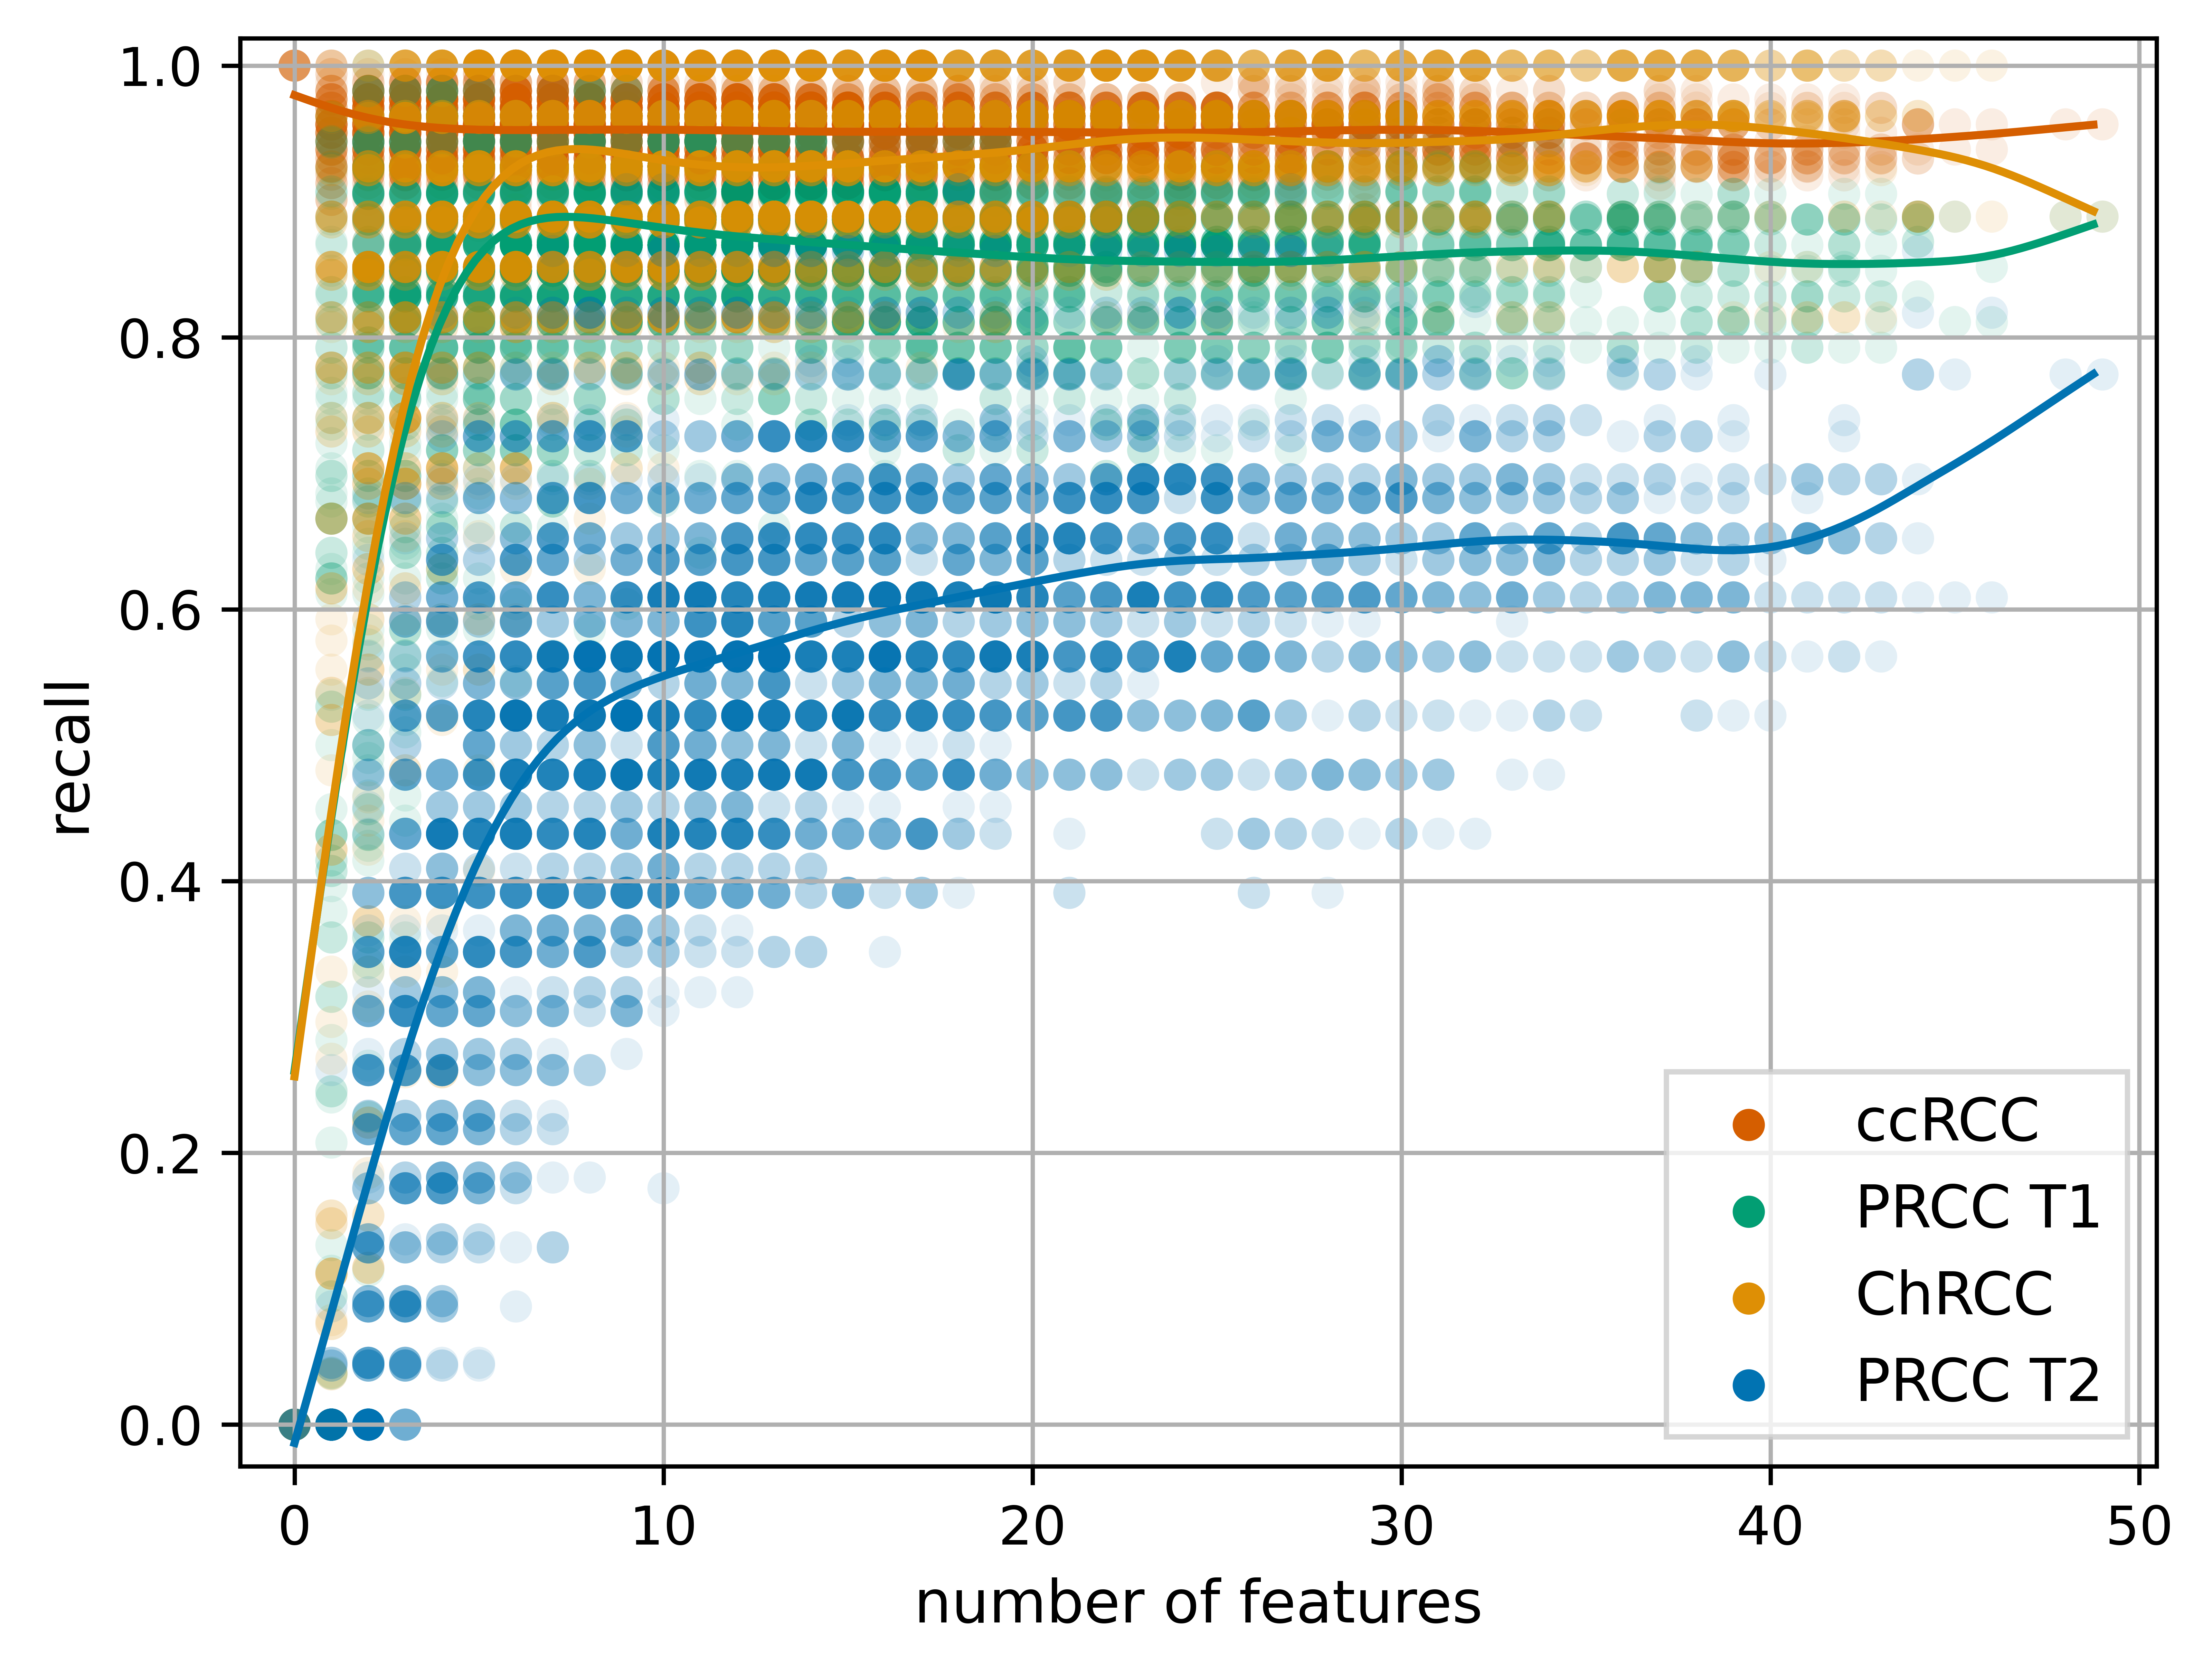 1.0
0.8
0.6
0.4
0.2
0.0
recall
ccRCC
PRCC T1
ChRCC
PRCC T2
0 10 20 30 40 50
number of features